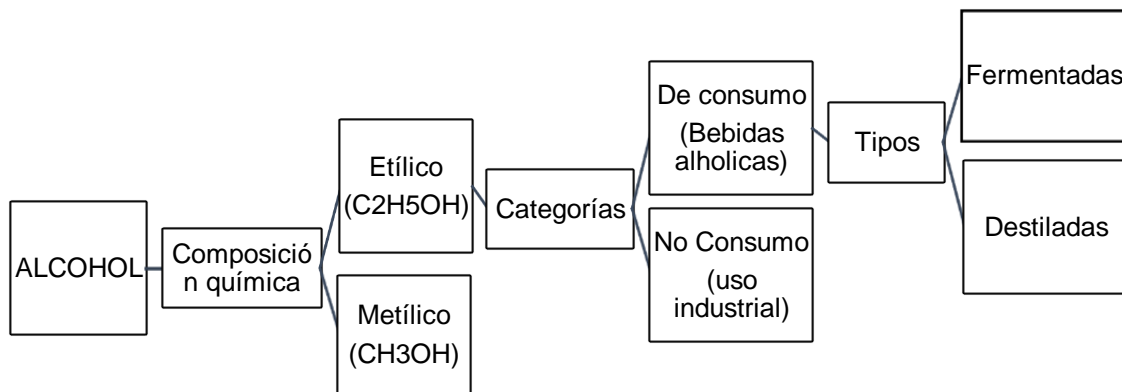 ALCOHOL
Composició
n química
Etílico
(C2H5OH)
Metílico
(CH3OH)
Categorías
De consumo
(Bebidas
alholicas)
No Consumo
(uso
industrial)
Tipos
Fermentadas
Destiladas